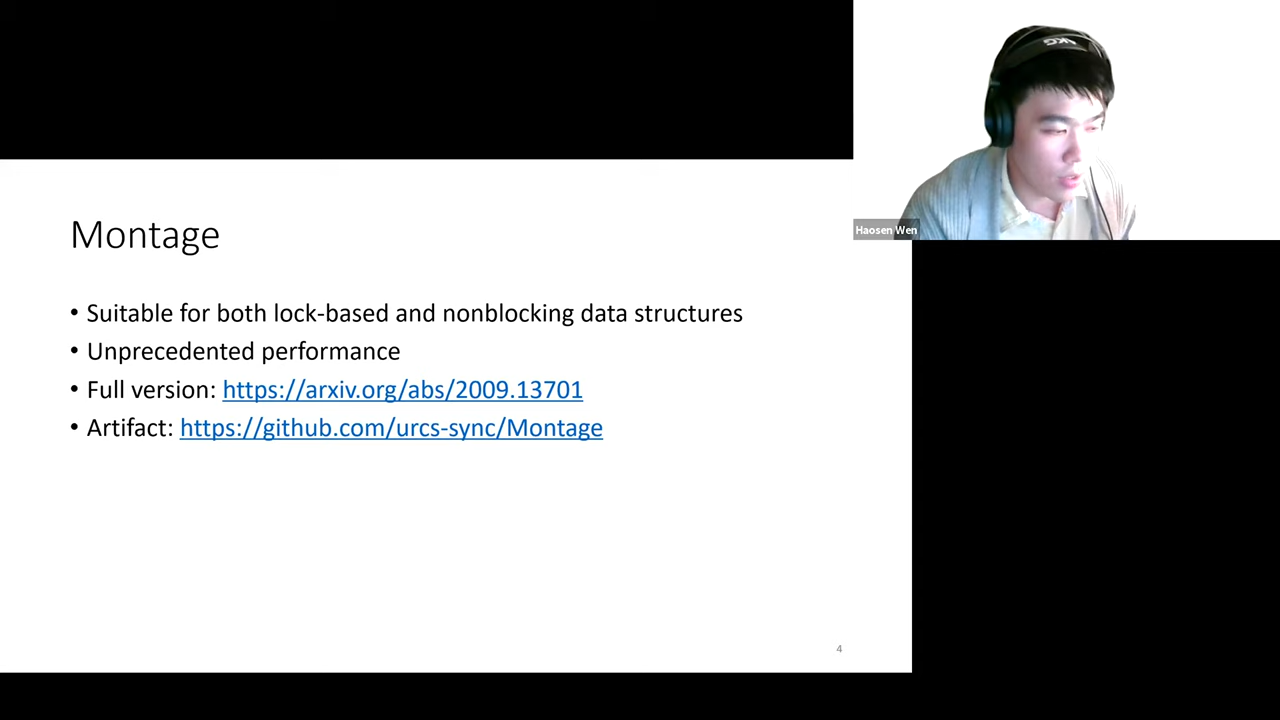 Haosen Wen
Montage
• Suitable for both lock-based and nonblocking data structures
• Unprecedented performance
• Full version: https://arxiv.org/abs/2009.13701
• Artifact: https://github.com/urcs-sync/Montage
4